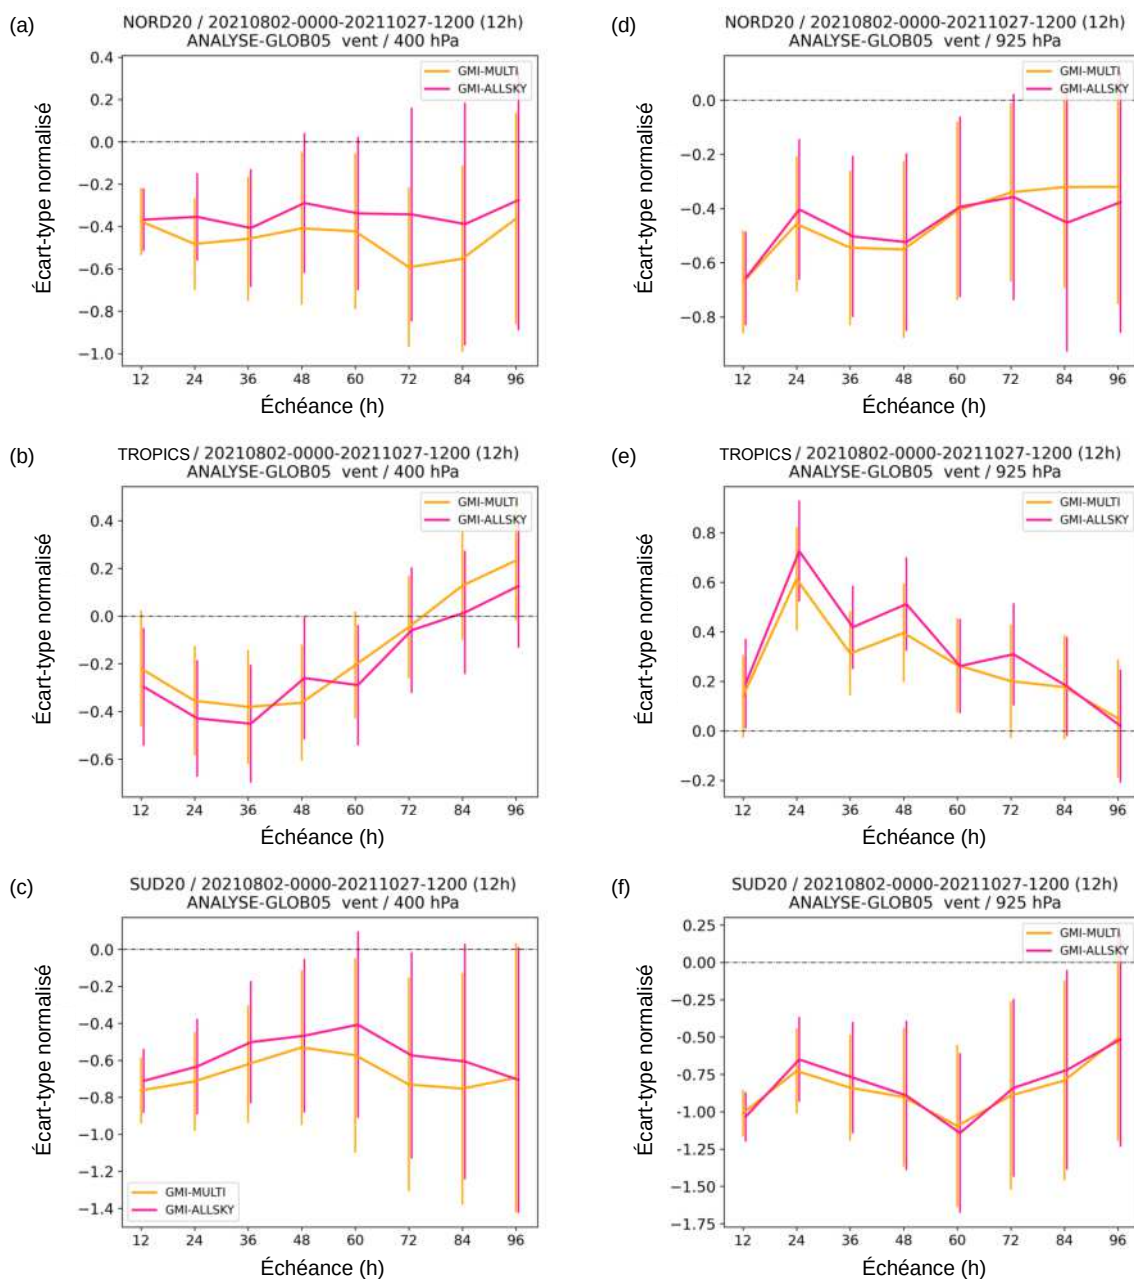 (a)
NORD20 / 20210802-0000-20211027-1200 (12h)
ANALYSE-GLOB05 vent / 400 hPa
Écart-type normalisé
0.4
0.2
0.0
−0.2
−0.4
−0.6
−0.8
−1.0
GMI-MULTI
GMI-ALLSKY
12 24 36 48 60 72 84 96
Échéance (h)
(d)
NORD20 / 20210802-0000-20211027-1200 (12h)
ANALYSE-GLOB05 vent / 925 hPa
Écart-type normalisé
0.0
−0.2
−0.4
−0.6
−0.8
GMI-MULTI
GMI-ALLSKY
12 24 36 48 60 72 84 96
Échéance (h)
(b)
TROPICS / 20210802-0000-20211027-1200 (12h)
ANALYSE-GLOB05 vent / 400 hPa
Écart-type normalisé
0.4
0.2
0.0
−0.2
−0.4
−0.6
GMI-MULTI
GMI-ALLSKY
12 24 36 48 60 72 84 96
Échéance (h)
(e)
TROPICS / 20210802-0000-20211027-1200 (12h)
ANALYSE-GLOB05 vent / 925 hPa
Écart-type normalisé
0.8
0.6
0.4
0.2
0.0
−0.2
GMI-MULTI
GMI-ALLSKY
12 24 36 48 60 72 84 96
Échéance (h)
(c)
SUD20 / 20210802-0000-20211027-1200 (12h)
ANALYSE-GLOB05 vent / 400 hPa
Écart-type normalisé
0.0
−0.2
−0.4
−0.6
−0.8
−1.0
−1.2
−1.4
GMI-MULTI
GMI-ALLSKY
12 24 36 48 60 72 84 96
Échéance (h)
(f)
SUD20 / 20210802-0000-20211027-1200 (12h)
ANALYSE-GLOB05 vent / 925 hPa
Écart-type normalisé
0.25
0.00
−0.25
−0.50
−0.75
−1.00
−1.25
−1.50
−1.75
GMI-MULTI
GMI-ALLSKY
12 24 36 48 60 72 84 96
Échéance (h)